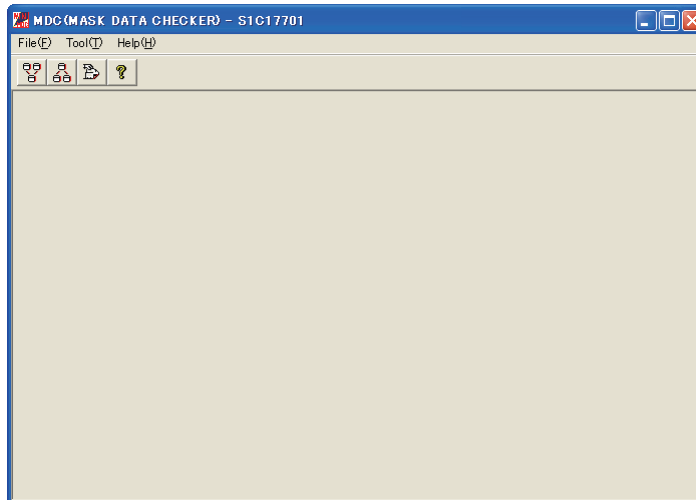 MDC(MASK DATA CHECKER) - S1C17701
File(F) Tool(T) Help(H)